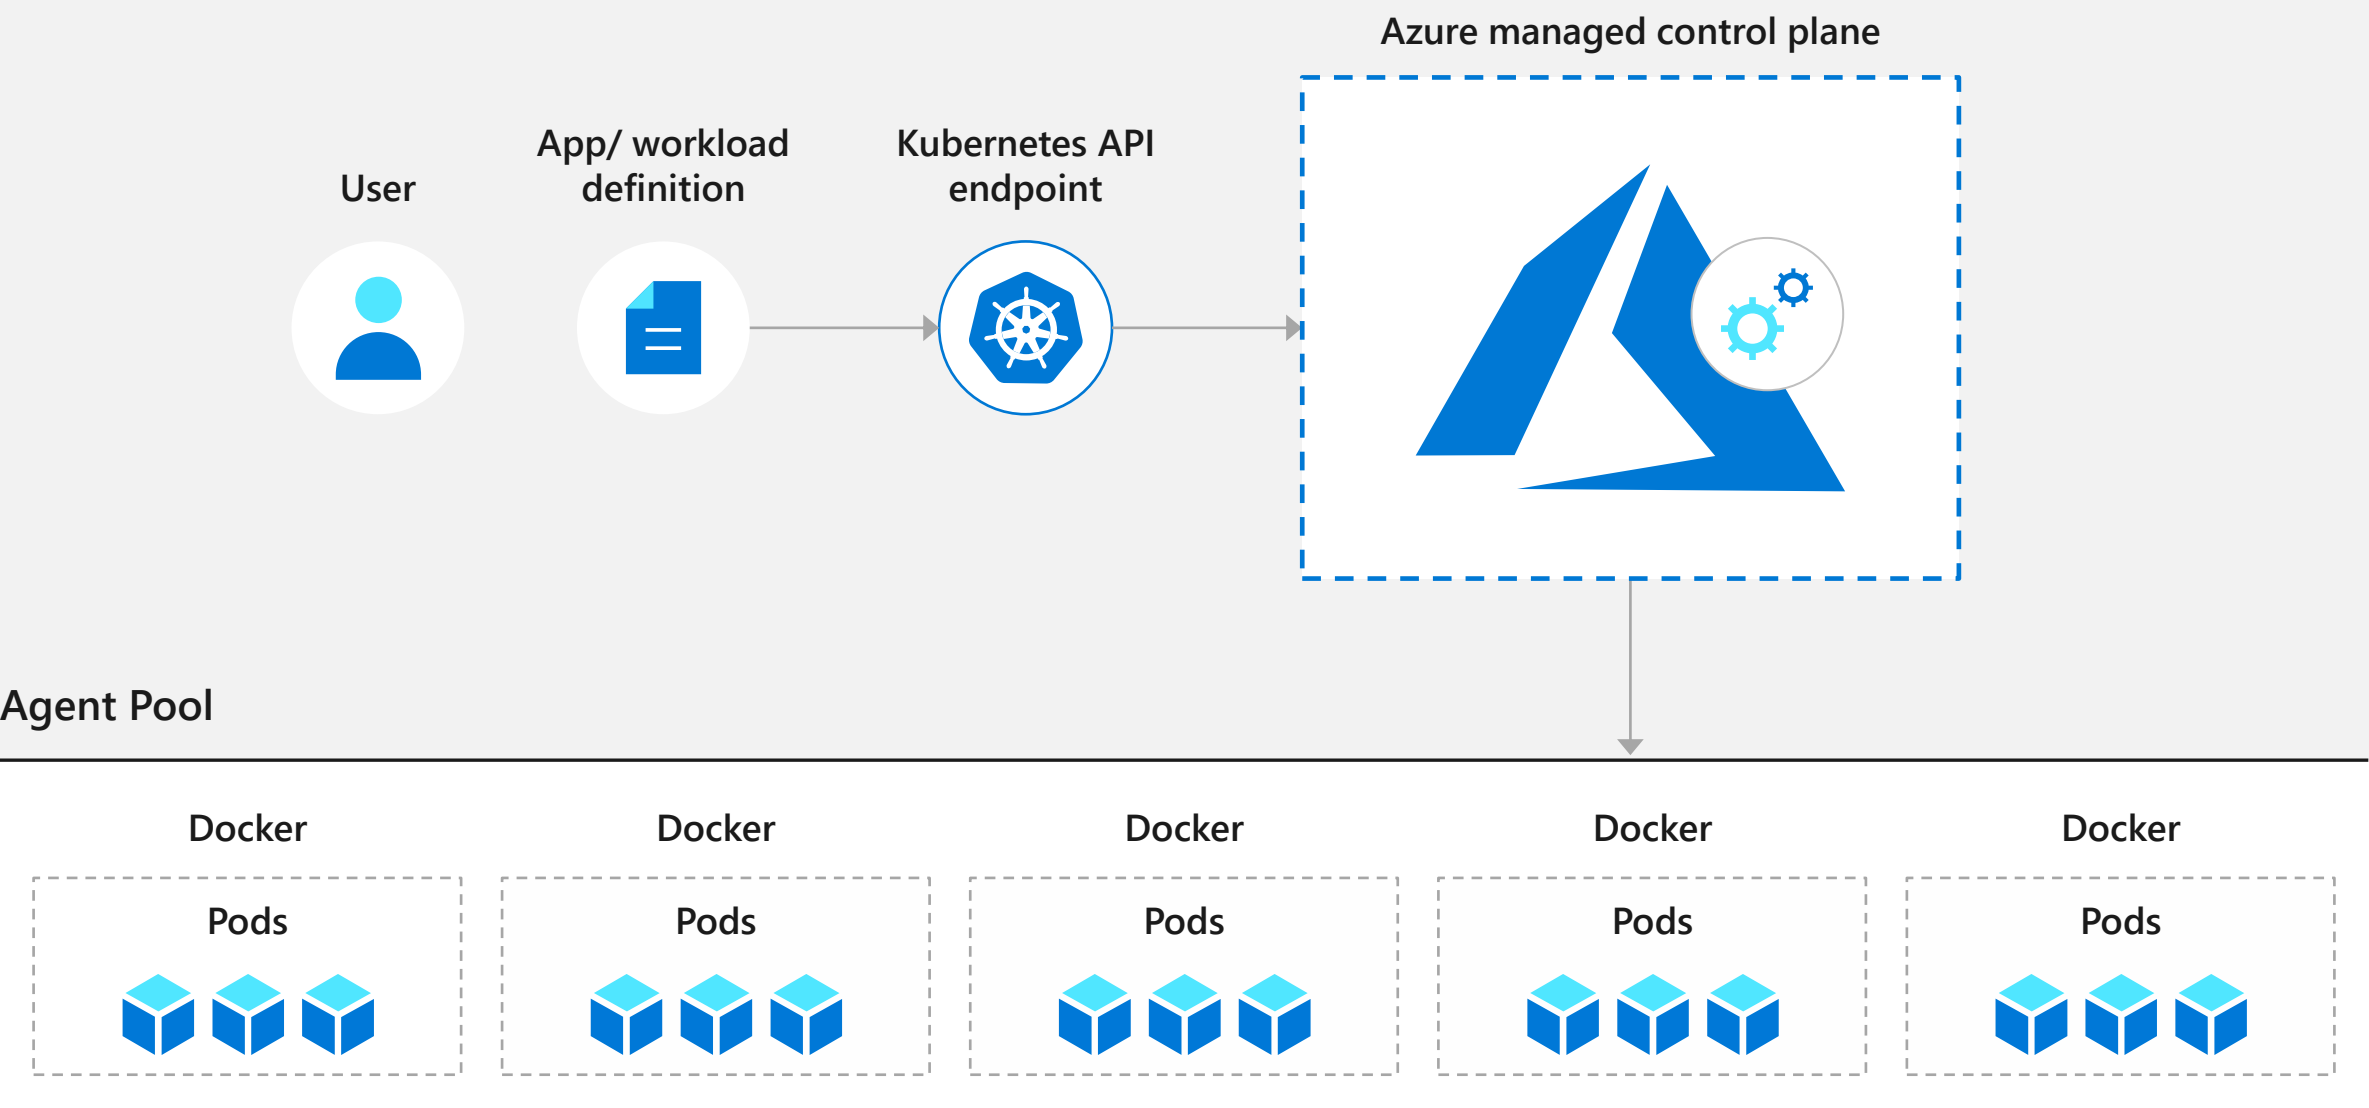 Azure managed control plane
User
App/ workload
definition
Kubernetes API
endpoint
Agent Pool
Docker
Docker
Docker
Docker
Docker
Pods
Pods
Pods
Pods
Pods